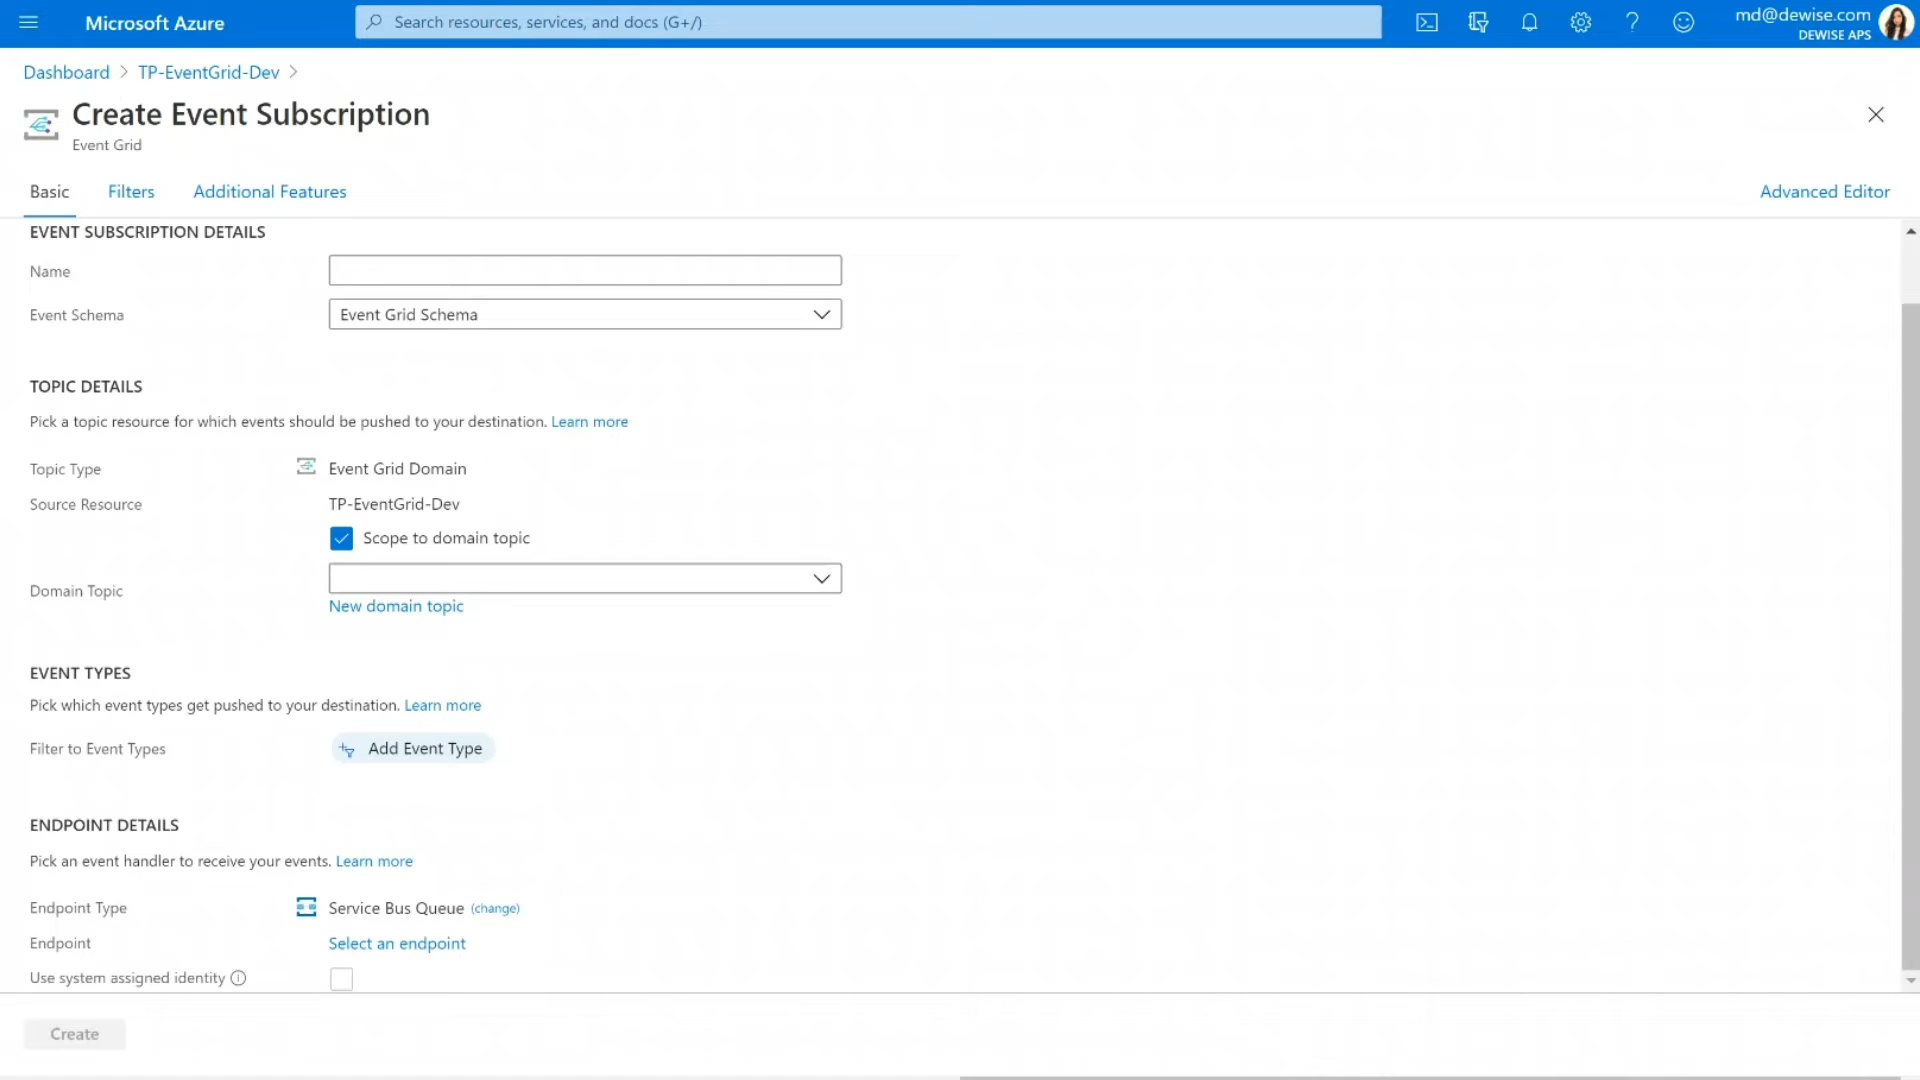 Microsoft Azure
Search resources, services, and docs (G+/)
md@dewise.com
DEWISE APS
Dashboard > TP-EventGrid-Dev >
Create Event Subscription
Event Grid
Basic Filters Additional Features Advanced Editor
EVENT SUBSCRIPTION DETAILS
Name
Event Schema Event Grid Schema
TOPIC DETAILS
Pick a topic resource for which events should be pushed to your destination. Learn more
Topic Type Event Grid Domain
Source Resource TP-EventGrid-Dev
Scope to domain topic
Domain Topic
New domain topic
EVENT TYPES
Pick which event types get pushed to your destination. Learn more
Filter to Event Types Add Event Type
ENDPOINT DETAILS
Pick an event handler to receive your events. Learn more
Endpoint Type Service Bus Queue (change)
Endpoint Select an endpoint
Use system assigned identity
Create